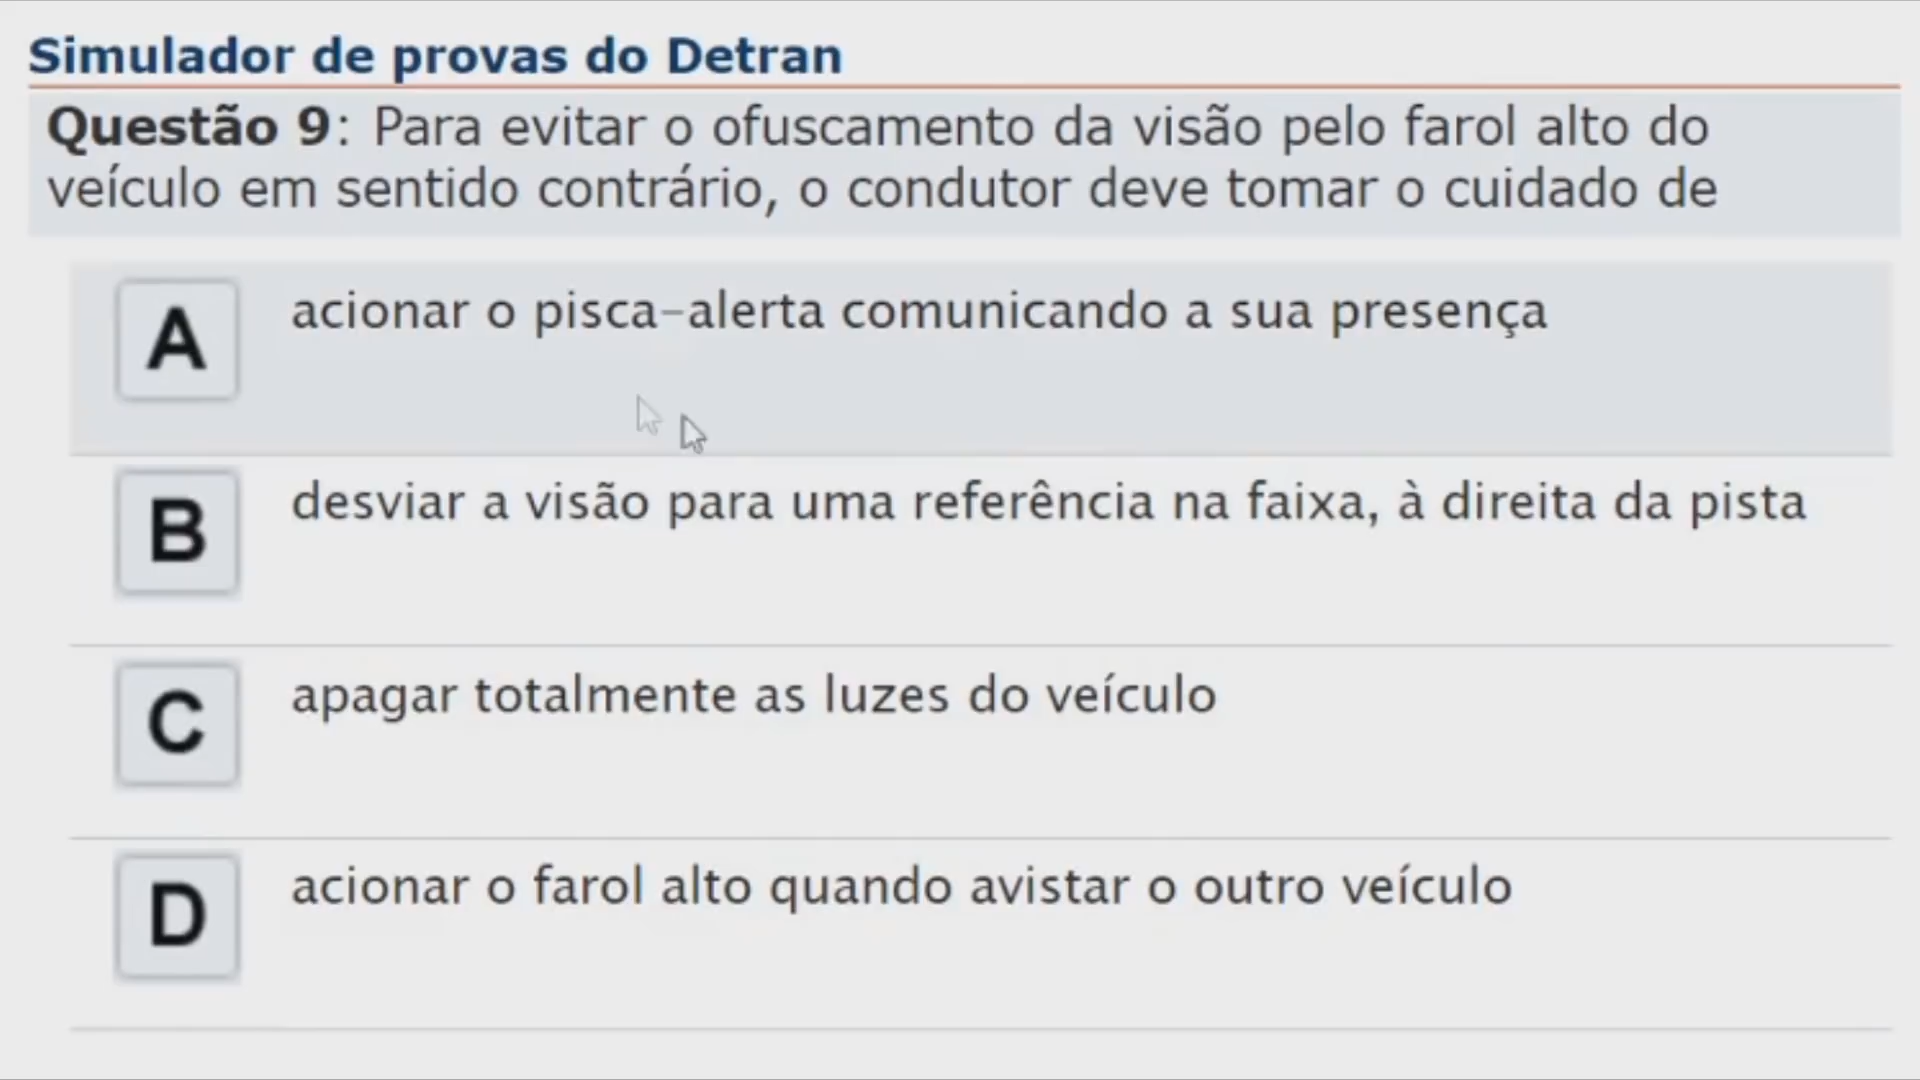 Simulador de provas do Detran
Questão 9: Para evitar o ofuscamento da visão pelo farol alto do
veículo em sentido contrário, o condutor deve tomar o cuidado de
A acionar o pisca-alerta comunicando a sua presença
B desviar a visão para uma referência na faixa, à direita da pista
C apagar totalmente as luzes do veículo
D acionar o farol alto quando avistar o outro veículo